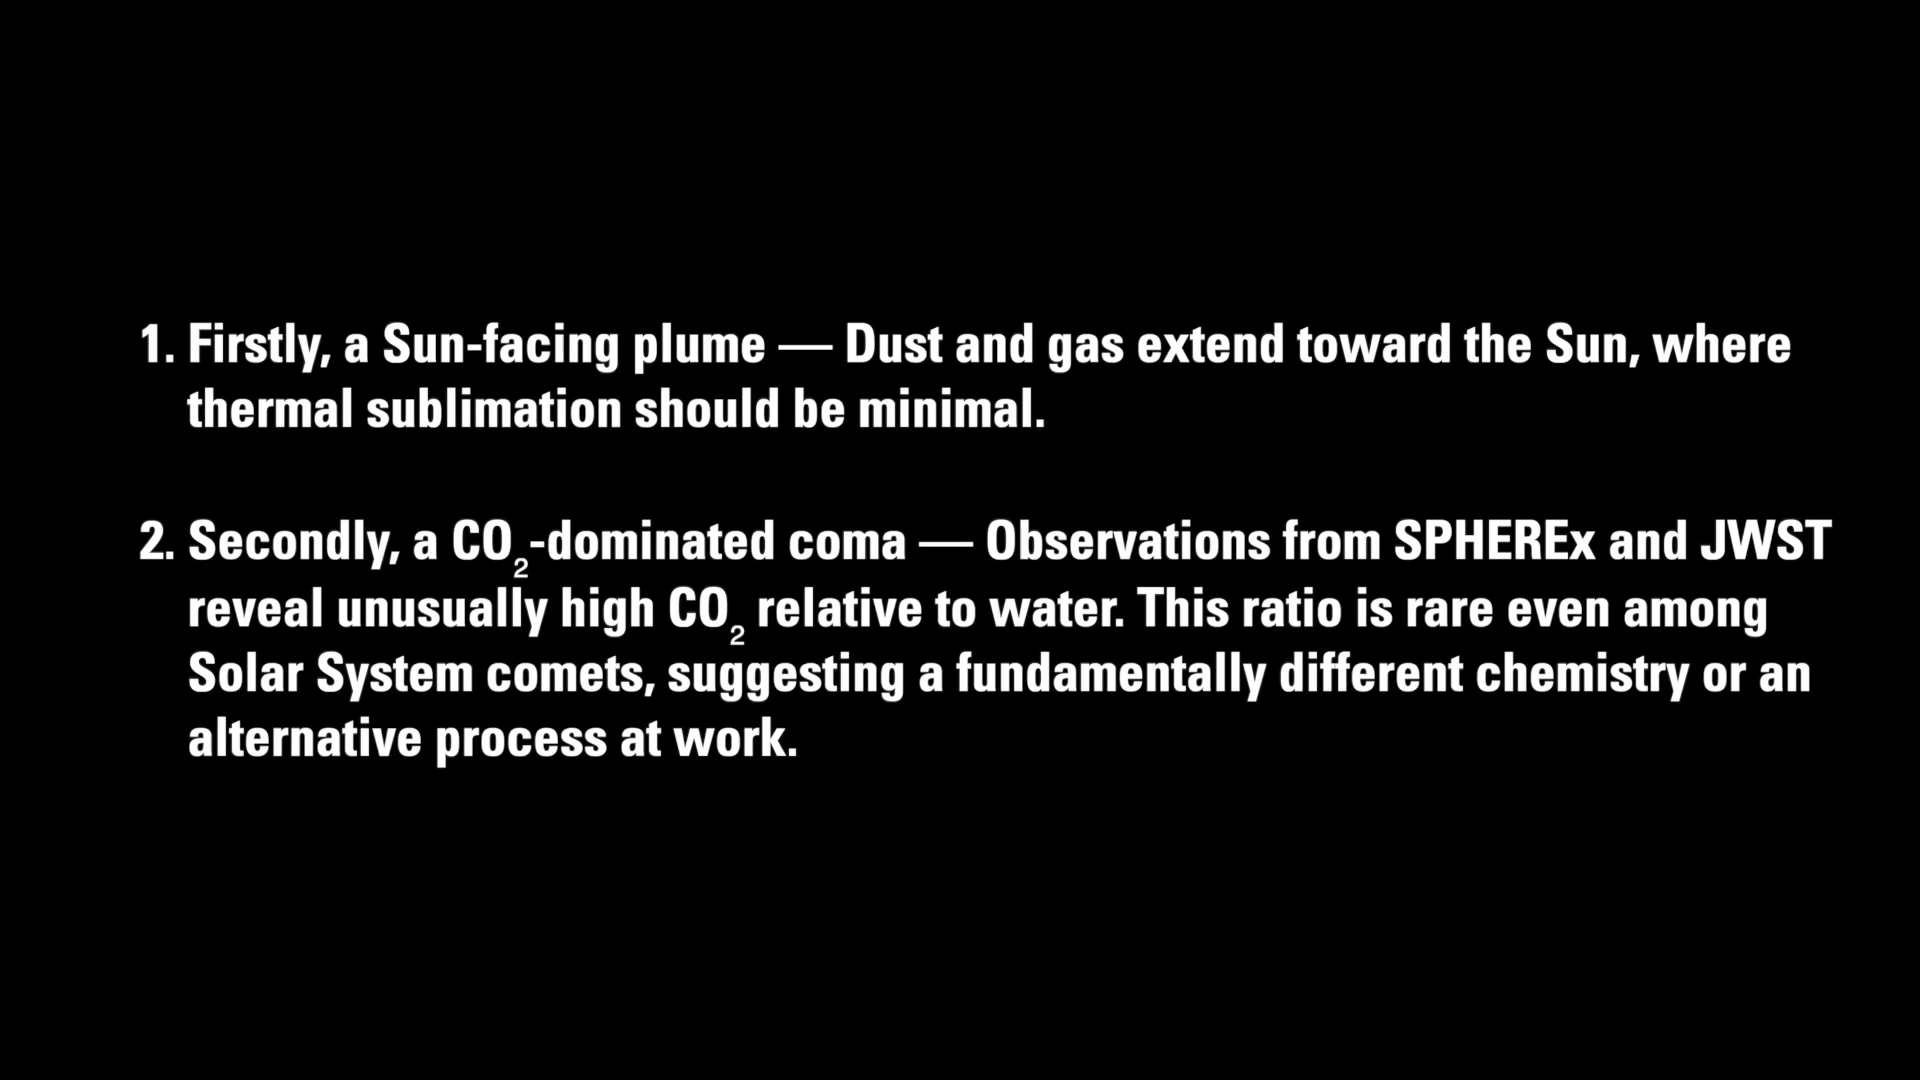 1. Firstly, a Sun-facing plume — Dust and gas extend toward the Sun, where
thermal sublimation should be minimal.
2. Secondly, a CO₂-dominated coma — Observations from SPHEREx and JWST
reveal unusually high CO₂ relative to water. This ratio is rare even among
Solar System comets, suggesting a fundamentally different chemistry or an
alternative process at work.